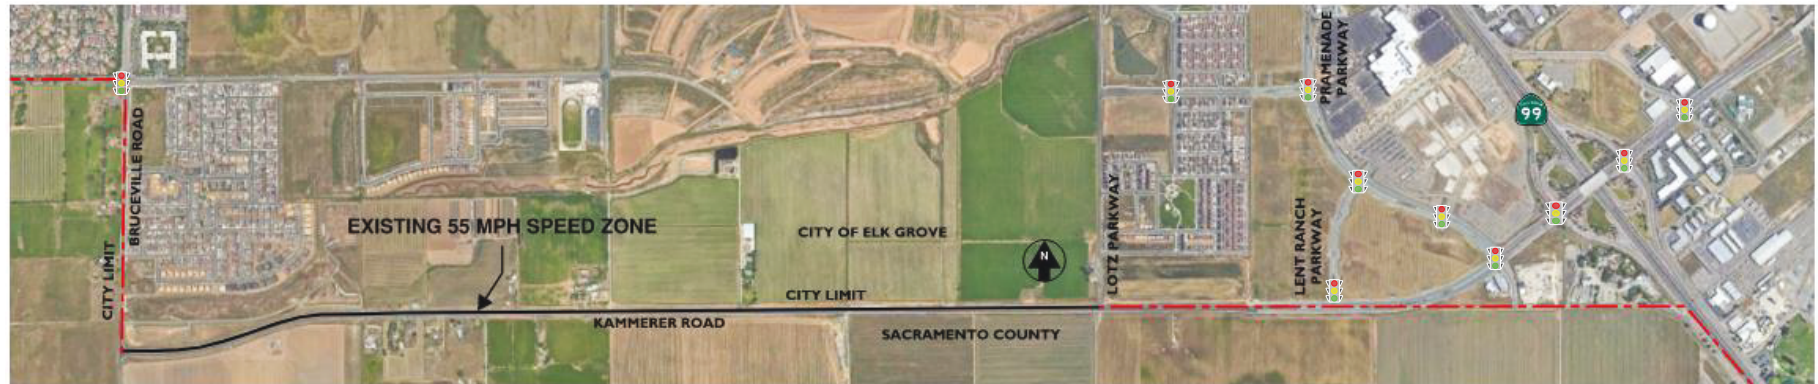 PRAMENADE
PARKWAY
99
BRUCEVILLE ROAD
EXISTING 55 MPH SPEED ZONE
CITY OF ELK GROVE
N
LOTZ PARKWAY
LENT RANCH
PARKWAY
CITY LIMIT
CITY LIMIT
KAMMERER ROAD
SACRAMENTO COUNTY